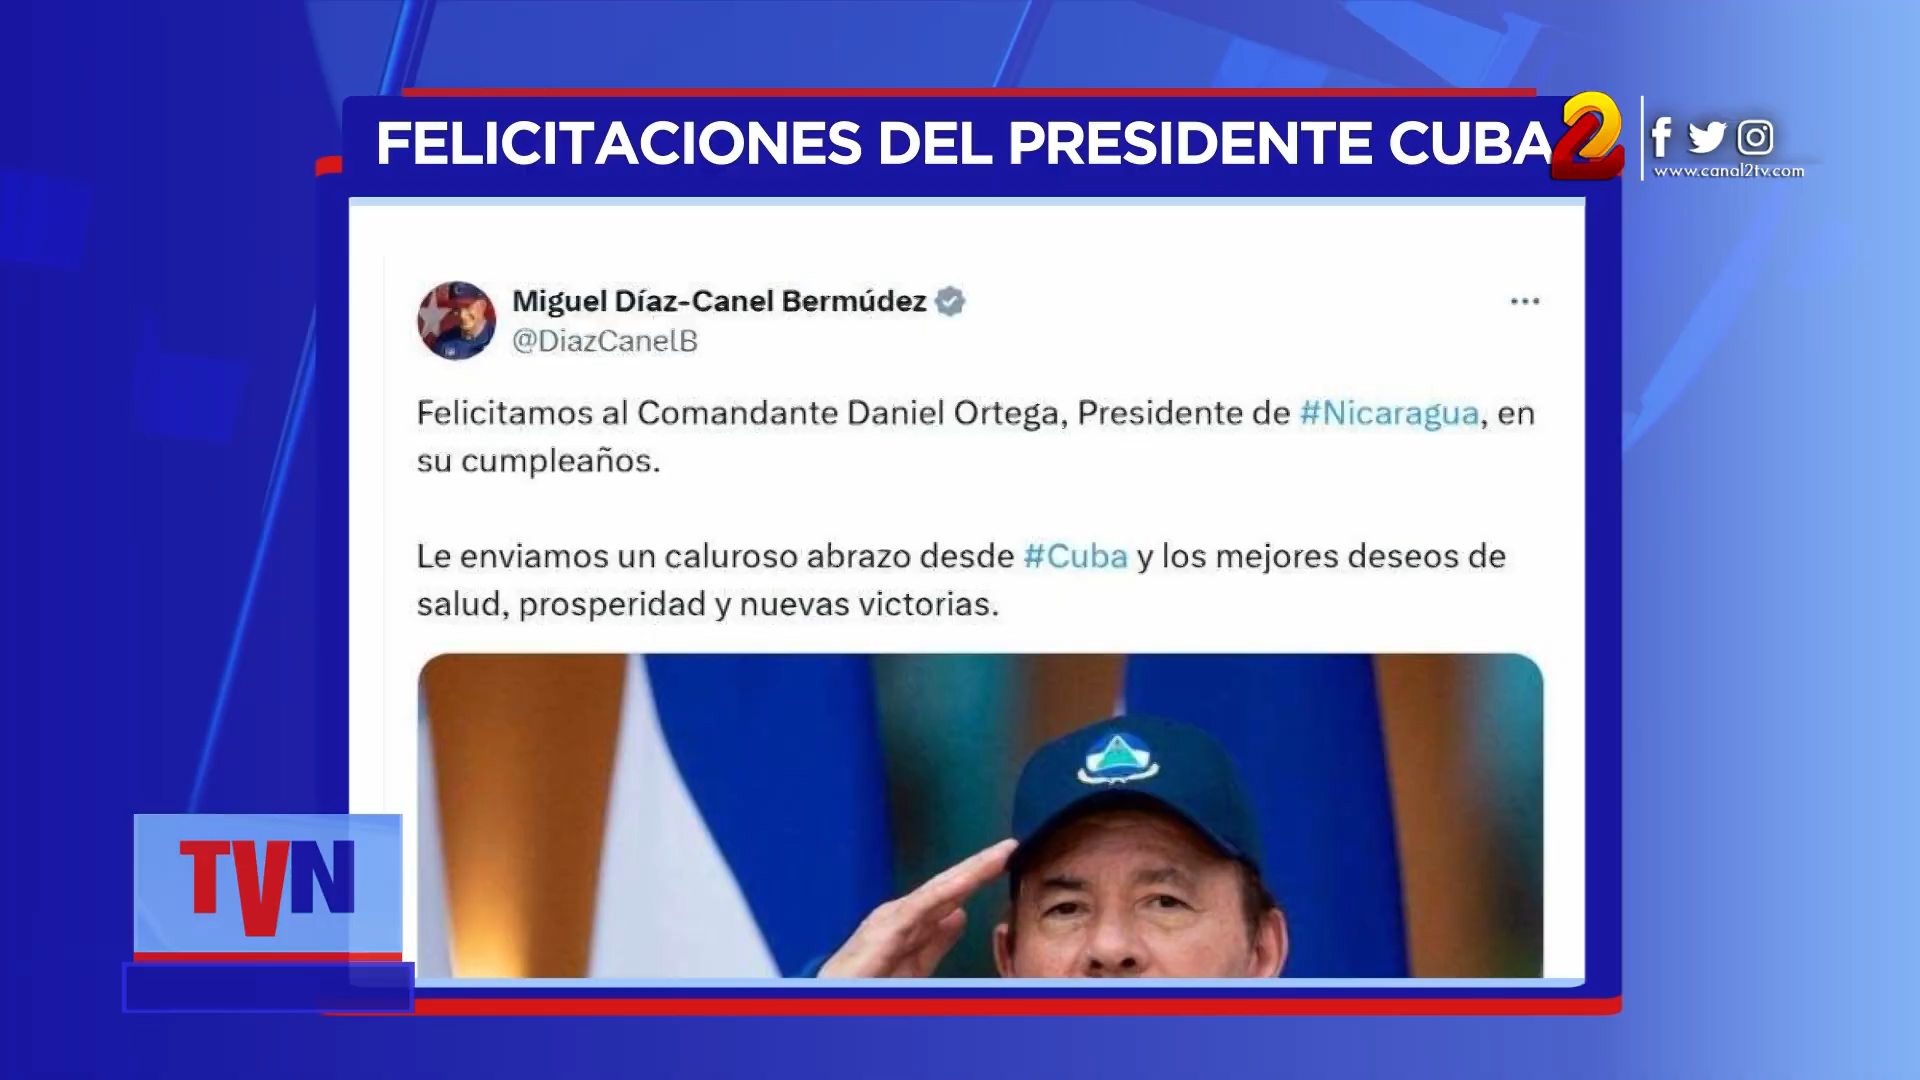 FELICITACIONES DEL PRESIDENTE CUBA
2
www.canal2tv.com
Miguel Díaz-Canel Bermúdez
@DiazCanelB
Felicitamos al Comandante Daniel Ortega, Presidente de #Nicaragua, en
su cumpleaños.
Le enviamos un caluroso abrazo desde #Cuba y los mejores deseos de
salud, prosperidad y nuevas victorias.
TVN